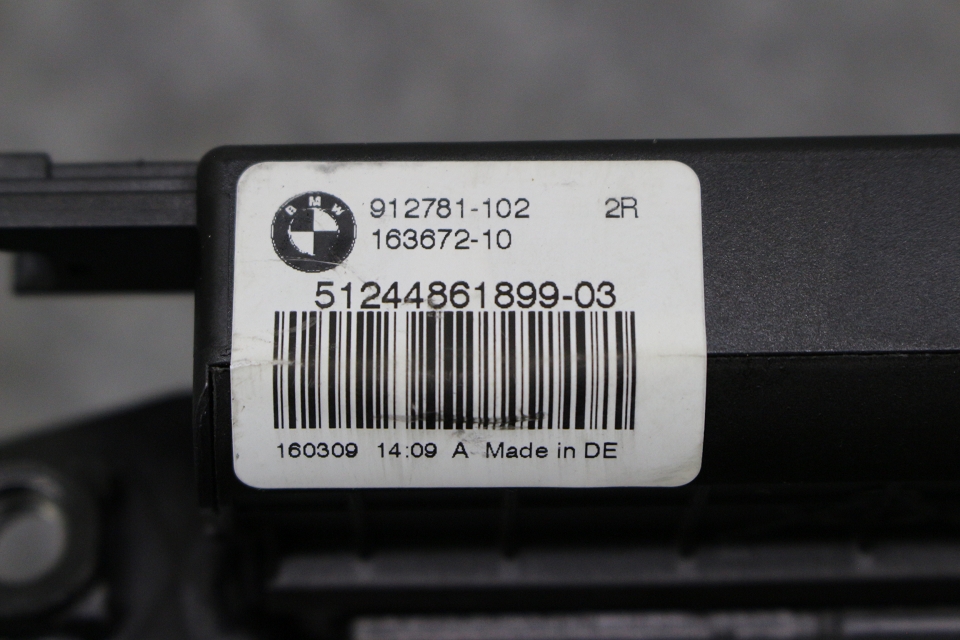 BMW
912781-102 2R
163672-10
51244861899-03
160309 14:09 A Made in DE